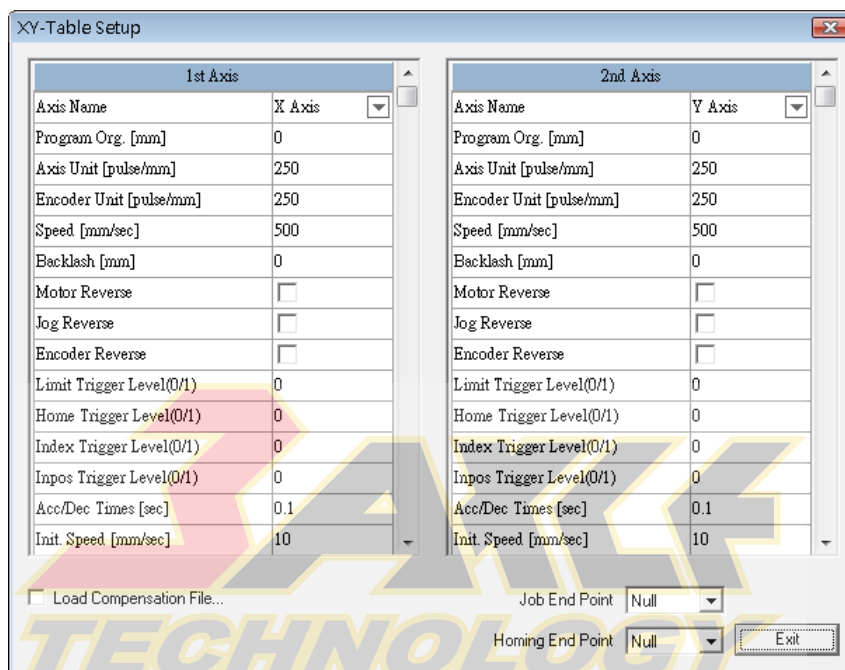 XY-Table Setup
1st Axis
Axis Name X Axis
Program Org. [mm] 0
Axis Unit [pulse/mm] 250
Encoder Unit [pulse/mm] 250
Speed [mm/sec] 500
Backlash [mm] 0
Motor Reverse
Jog Reverse
Encoder Reverse
Limit Trigger Level(0/1) 0
Home Trigger Level(0/1) 0
Index Trigger Level(0/1) 0
Inpos Trigger Level(0/1) 0
Acc/Dec Times [sec] 0.1
Init. Speed [mm/sec] 10
2nd Axis
Axis Name Y Axis
Program Org. [mm] 0
Axis Unit [pulse/mm] 250
Encoder Unit [pulse/mm] 250
Speed [mm/sec] 500
Backlash [mm] 0
Motor Reverse
Jog Reverse
Encoder Reverse
Limit Trigger Level(0/1) 0
Home Trigger Level(0/1) 0
Index Trigger Level(0/1) 0
Inpos Trigger Level(0/1) 0
Acc/Dec Times [sec] 0.1
Init. Speed [mm/sec] 10
Load Compensation File...
Job End Point Null
Homing End Point Null
Exit
TECHNOLOGY